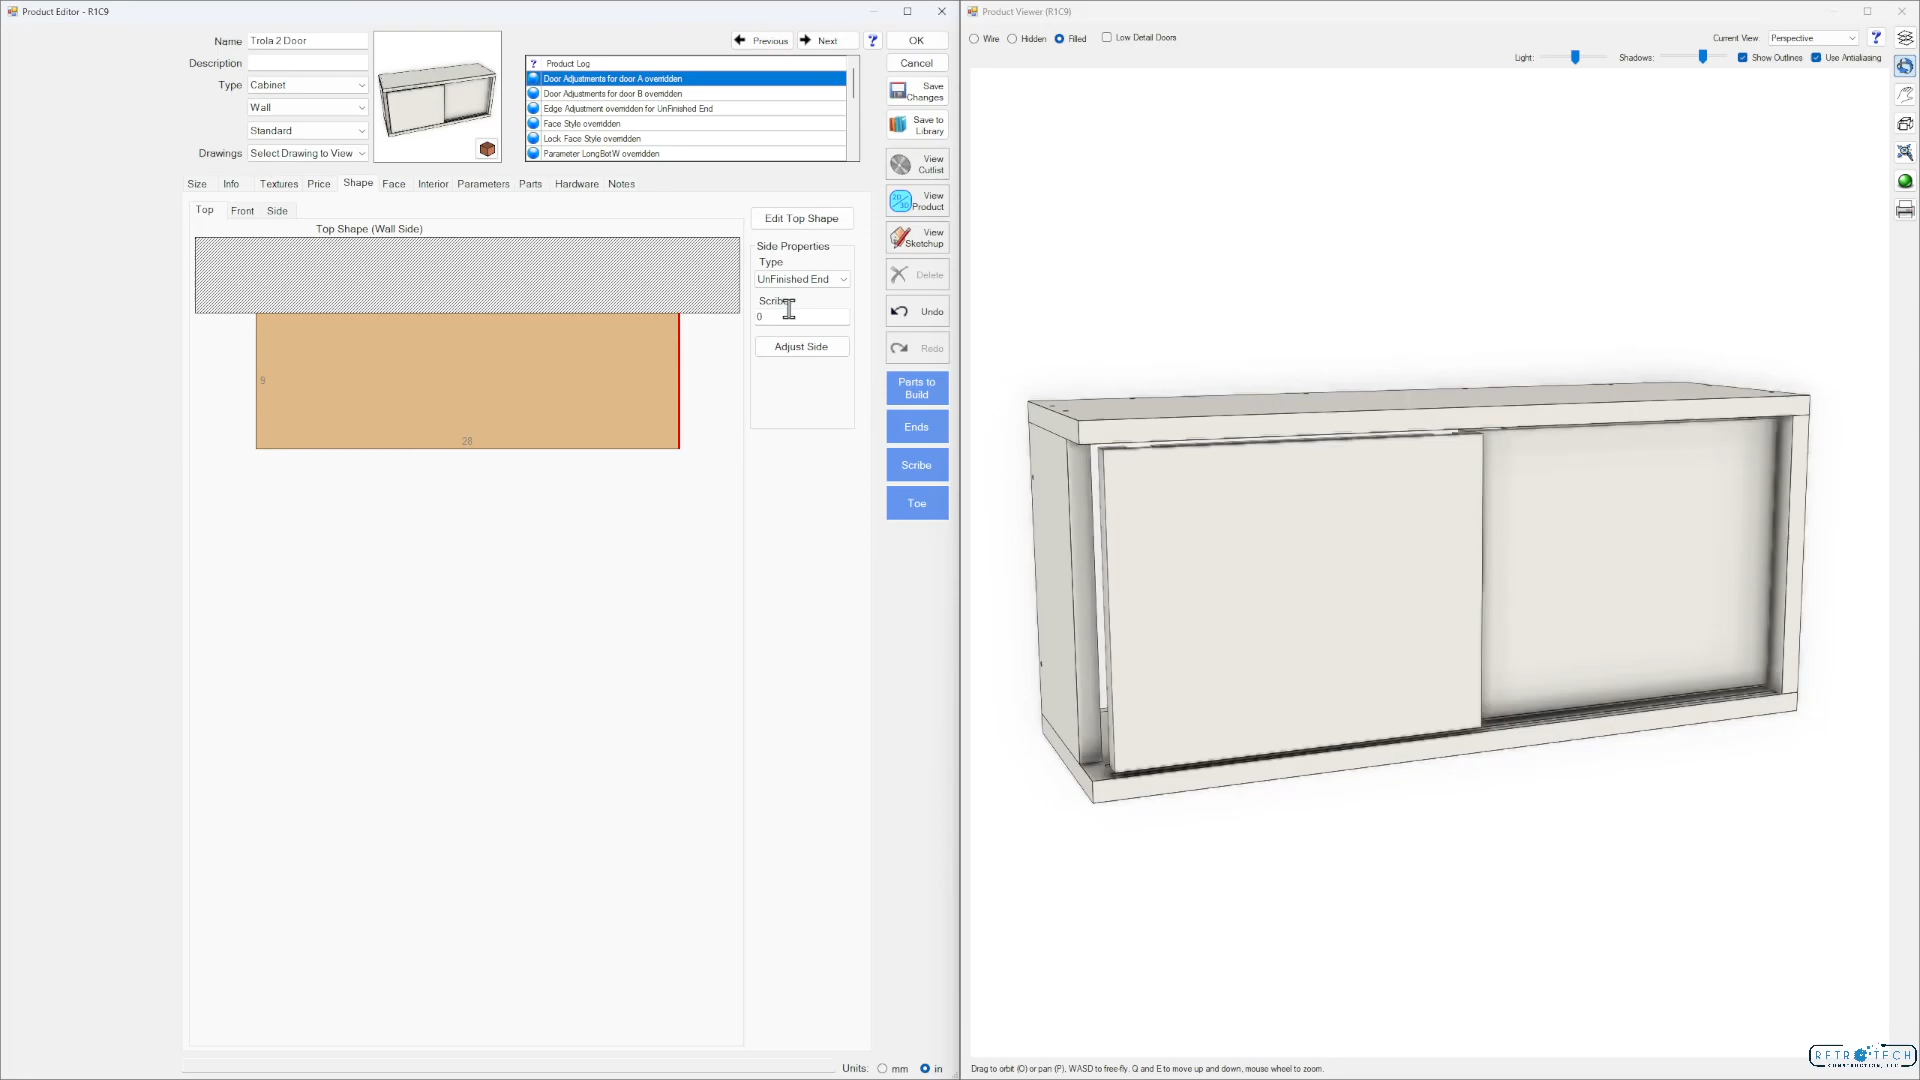 Product Editor - R1C9
Name Trola 2 Door
Description
Type Cabinet
Wall
Standard
Drawings Select Drawing to View
Previous Next ? OK
Cancel
Save Changes
Save to Library
View Cutlist
2D/3D View Product
View Sketchup
Delete
Undo
Redo
Parts to Build
Ends
Scribe
Toe
? Product Log
Door Adjustments for door A overridden
Door Adjustments for door B overridden
Edge Adjustment overridden for UnFinished End
Face Style overridden
Lock Face Style overridden
Parameter LongBotW overridden
Size Info Textures Price Shape Face Interior Parameters Parts Hardware Notes
Top Front Side
Top Shape (Wall Side)
9
28
Edit Top Shape
Side Properties
Type
UnFinished End
Scribe
0
Adjust Side
Units: mm in
Product Viewer (R1C9)
Wire Hidden Filled Low Detail Doors
Current View: Perspective ?
Light: Shadows: Show Outlines Use Antialiasing
Drag to orbit (O) or pan (P), WASD to free-fly. Q and E to move up and down, mouse wheel to zoom.
RETROTECH
CONSTRUCTION, LLC